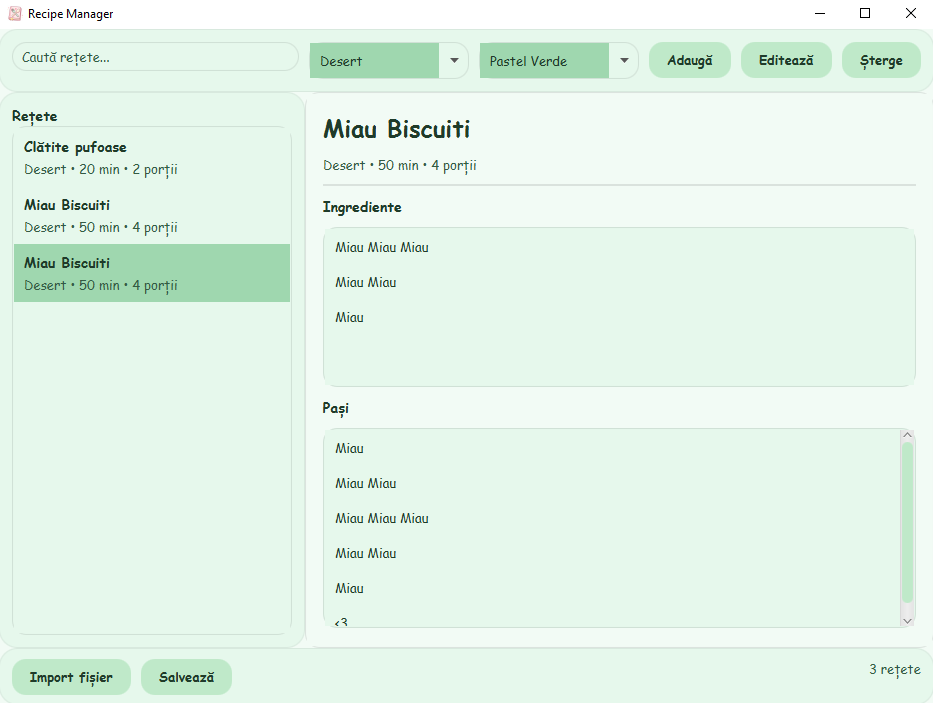 Recipe Manager
Caută rețete...
Desert
Pastel Verde
Adaugă
Editează
Șterge
Rețete
Clătite pufoase
Desert • 20 min • 2 porții
Miau Biscuiti
Desert • 50 min • 4 porții
Miau Biscuiti
Desert • 50 min • 4 porții
Miau Biscuiti
Desert • 50 min • 4 porții
Ingrediente
Miau Miau Miau
Miau Miau
Miau
Pași
Miau
Miau Miau
Miau Miau Miau
Miau Miau
Miau
<3
Import fișier
Salvează
3 rețete